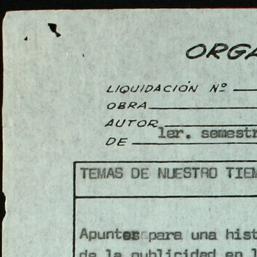 ORGA
LIQUIDACIÓN Nº
OBRA
AUTOR
1er. semestr
DE
TEMAS DE NUESTRO TIEM
Apuntes para una hist
de la publicidad en l